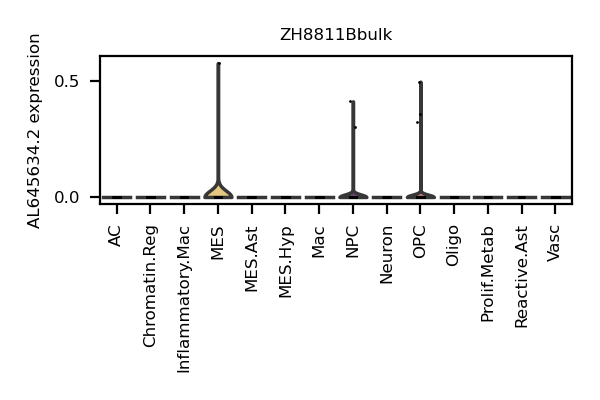 ZH8811Bbulk
AL645634.2 expression
0.5
0.0
AC
Chromatin.Reg
Inflammatory.Mac
MES
MES.Ast
MES.Hyp
Mac
NPC
Neuron
OPC
Oligo
Prolif.Metab
Reactive.Ast
Vasc